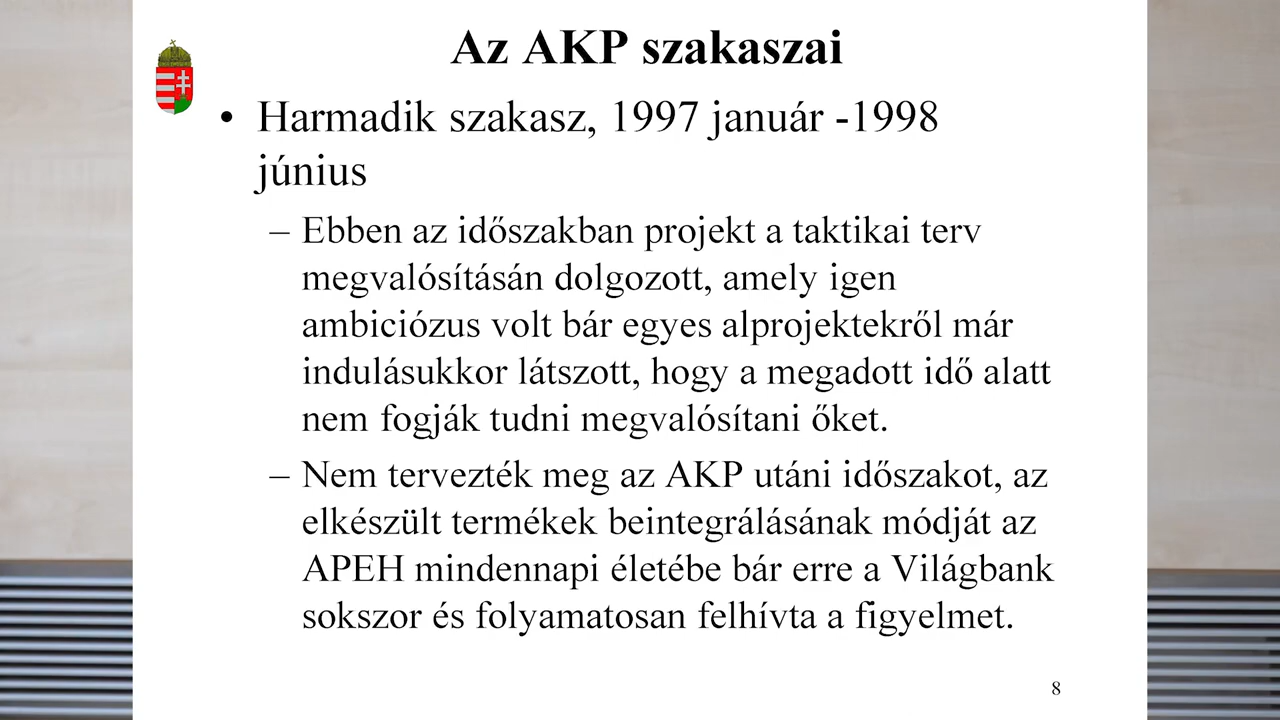 Az AKP szakaszai
• Harmadik szakasz, 1997 január -1998
június
– Ebben az időszakban projekt a taktikai terv
megvalósításán dolgozott, amely igen
ambiciózus volt bár egyes alprojektekről már
indulásukkor látszott, hogy a megadott idő alatt
nem fogják tudni megvalósítani őket.
– Nem tervezték meg az AKP utáni időszakot, az
elkészült termékek beintegrálásának módját az
APEH mindennapi életébe bár erre a Világbank
sokszor és folyamatosan felhívta a figyelmet.
8